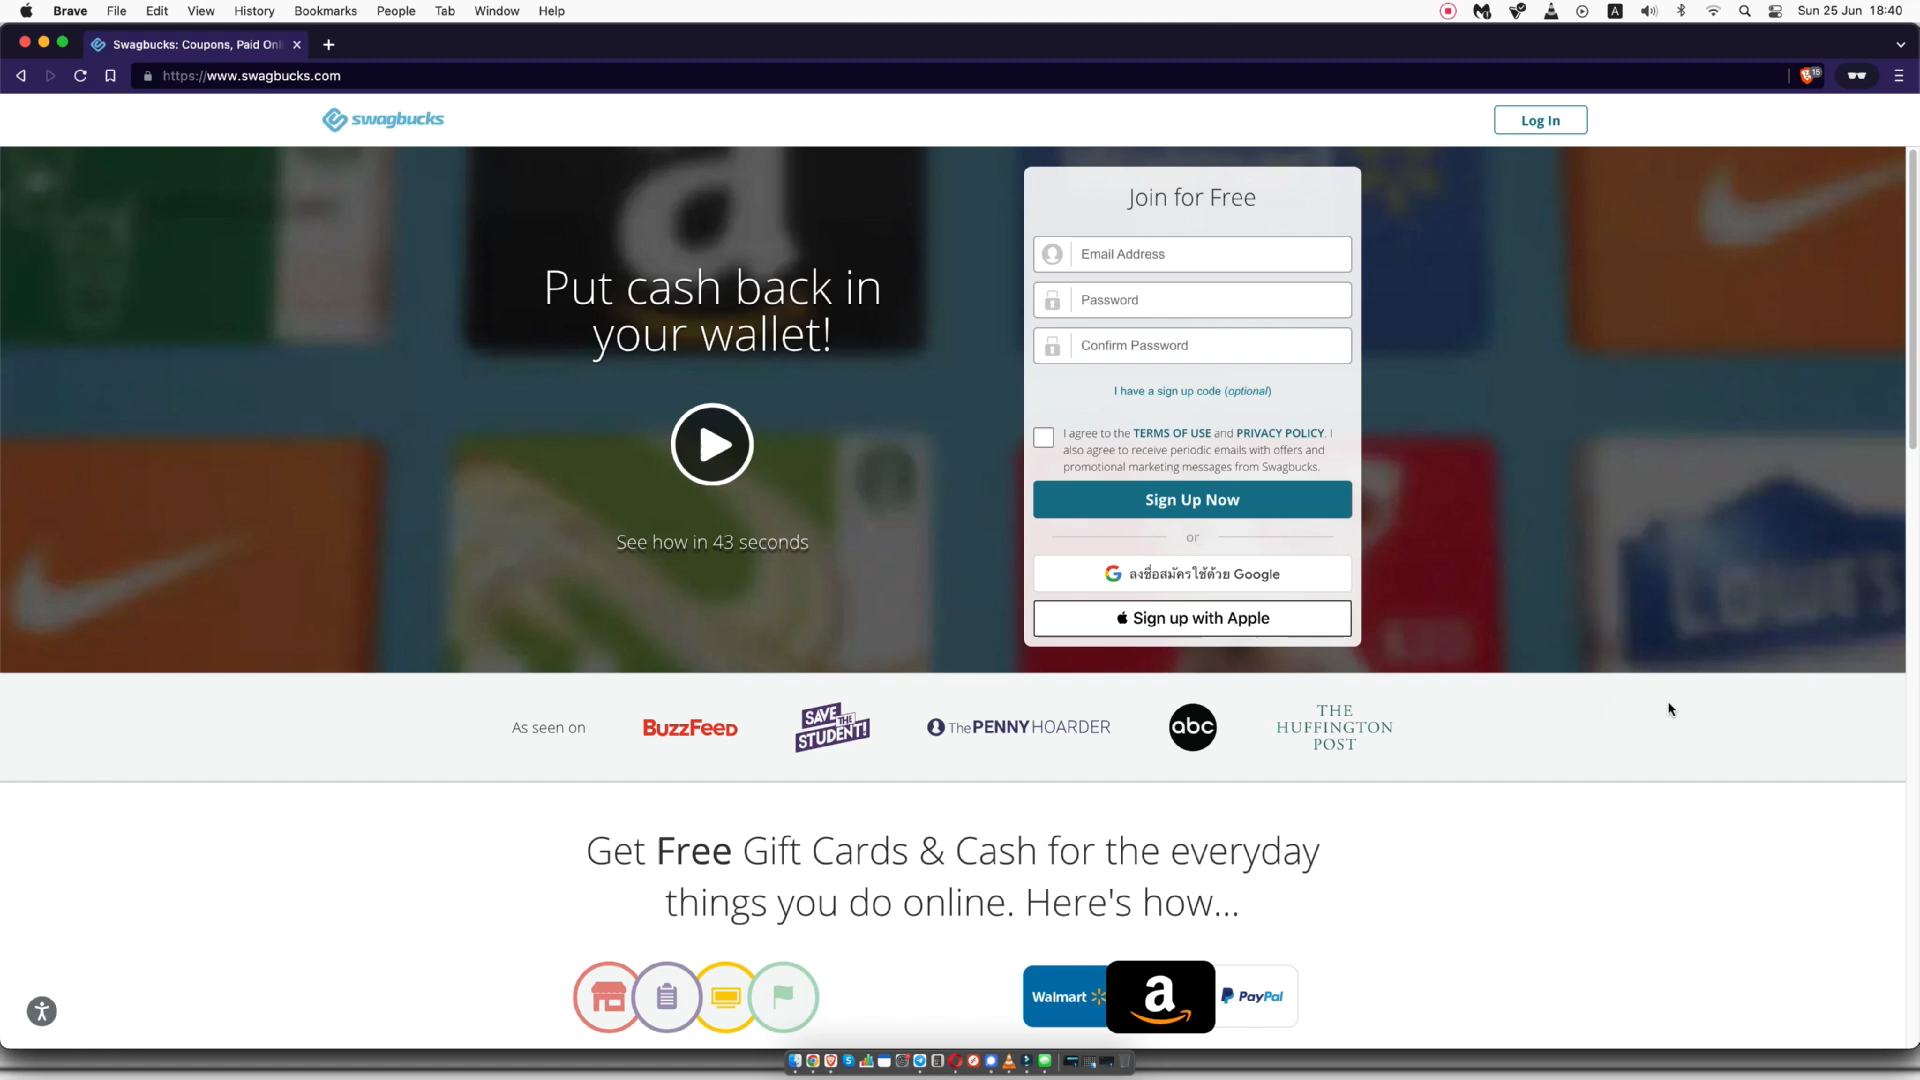 Brave File Edit View History Bookmarks People Tab Window Help
A
Sun 25 Jun 18:40
Swagbucks: Coupons, Paid Onl
https://www.swagbucks.com
15
swagbucks
Log In
a
Put cash back in
your wallet!
See how in 43 seconds
Join for Free
Email Address
Password
Confirm Password
I have a sign up code (optional)
I agree to the TERMS OF USE and PRIVACY POLICY. I
also agree to receive periodic emails with offers and
promotional marketing messages from Swagbucks.
Sign Up Now
or
ลงชื่อสมัครใช้ด้วย Google
Sign up with Apple
LOWE'S
As seen on
BuzzFeed
SAVE THE STUDENT!
The PENNY HOARDER
abc
THE
HUFFINGTON
POST
Get Free Gift Cards & Cash for the everyday
things you do online. Here's how...
Walmart
a
PayPal